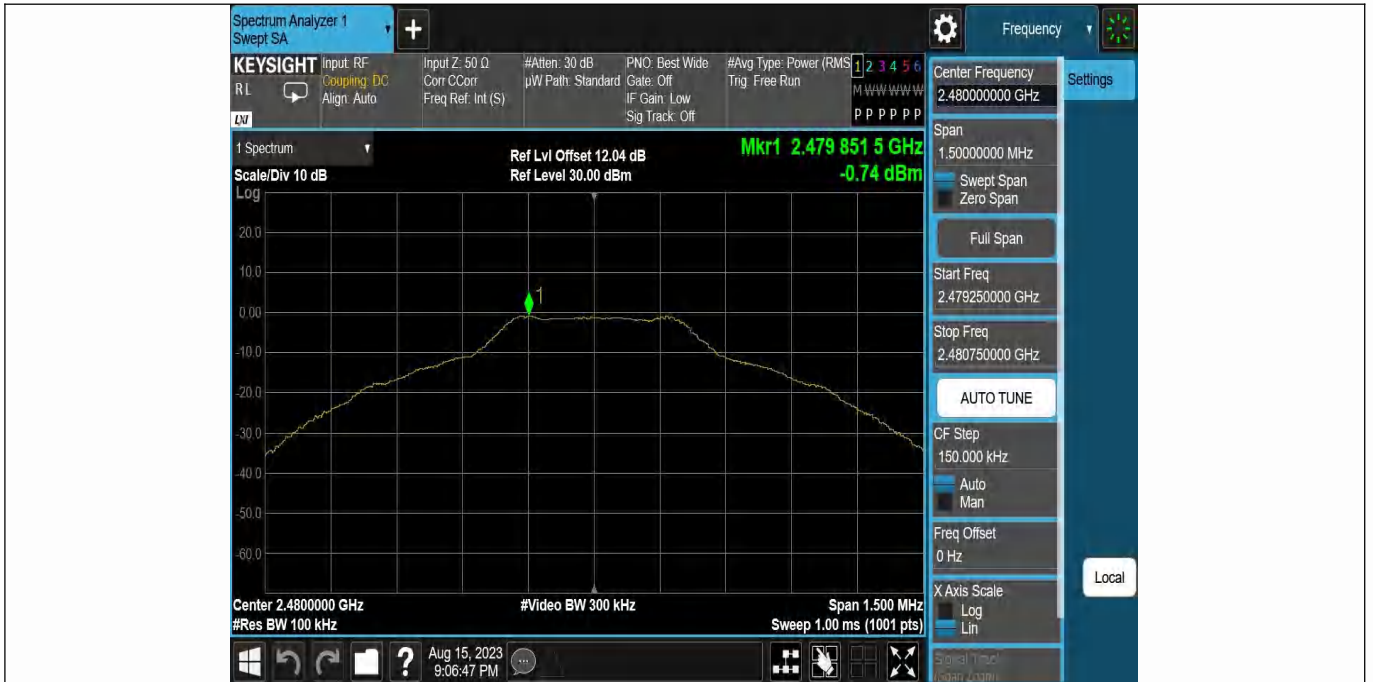 Spectrum Analyzer 1
Swept SA
+
Frequency
KEYSIGHT
RL
LXI
Input: RF
Coupling: DC
Align: Auto
Input Z: 50 Ω
Corr CCorr
Freq Ref: Int (S)
#Atten: 30 dB
µW Path: Standard
PNO: Best Wide
Gate: Off
IF Gain: Low
Sig Track: Off
#Avg Type: Power (RMS
Trig: Free Run
1 2 3 4 5 6
M W W W W W
P P P P P P
1 Spectrum
Scale/Div 10 dB
Ref Lvl Offset 12.04 dB
Ref Level 30.00 dBm
Mkr1 2.479 851 5 GHz
-0.74 dBm
Log
20.0
10.0
0.00
-10.0
-20.0
-30.0
-40.0
-50.0
-60.0
1
Center 2.4800000 GHz
#Res BW 100 kHz
#Video BW 300 kHz
Span 1.500 MHz
Sweep 1.00 ms (1001 pts)
?
Aug 15, 2023
9:06:47 PM
Center Frequency
2.480000000 GHz
Settings
Span
1.50000000 MHz
Swept Span
Zero Span
Full Span
Start Freq
2.479250000 GHz
Stop Freq
2.480750000 GHz
AUTO TUNE
CF Step
150.000 kHz
Auto
Man
Freq Offset
0 Hz
X Axis Scale
Log
Lin
Local
Signal Track
(Span Zoom)